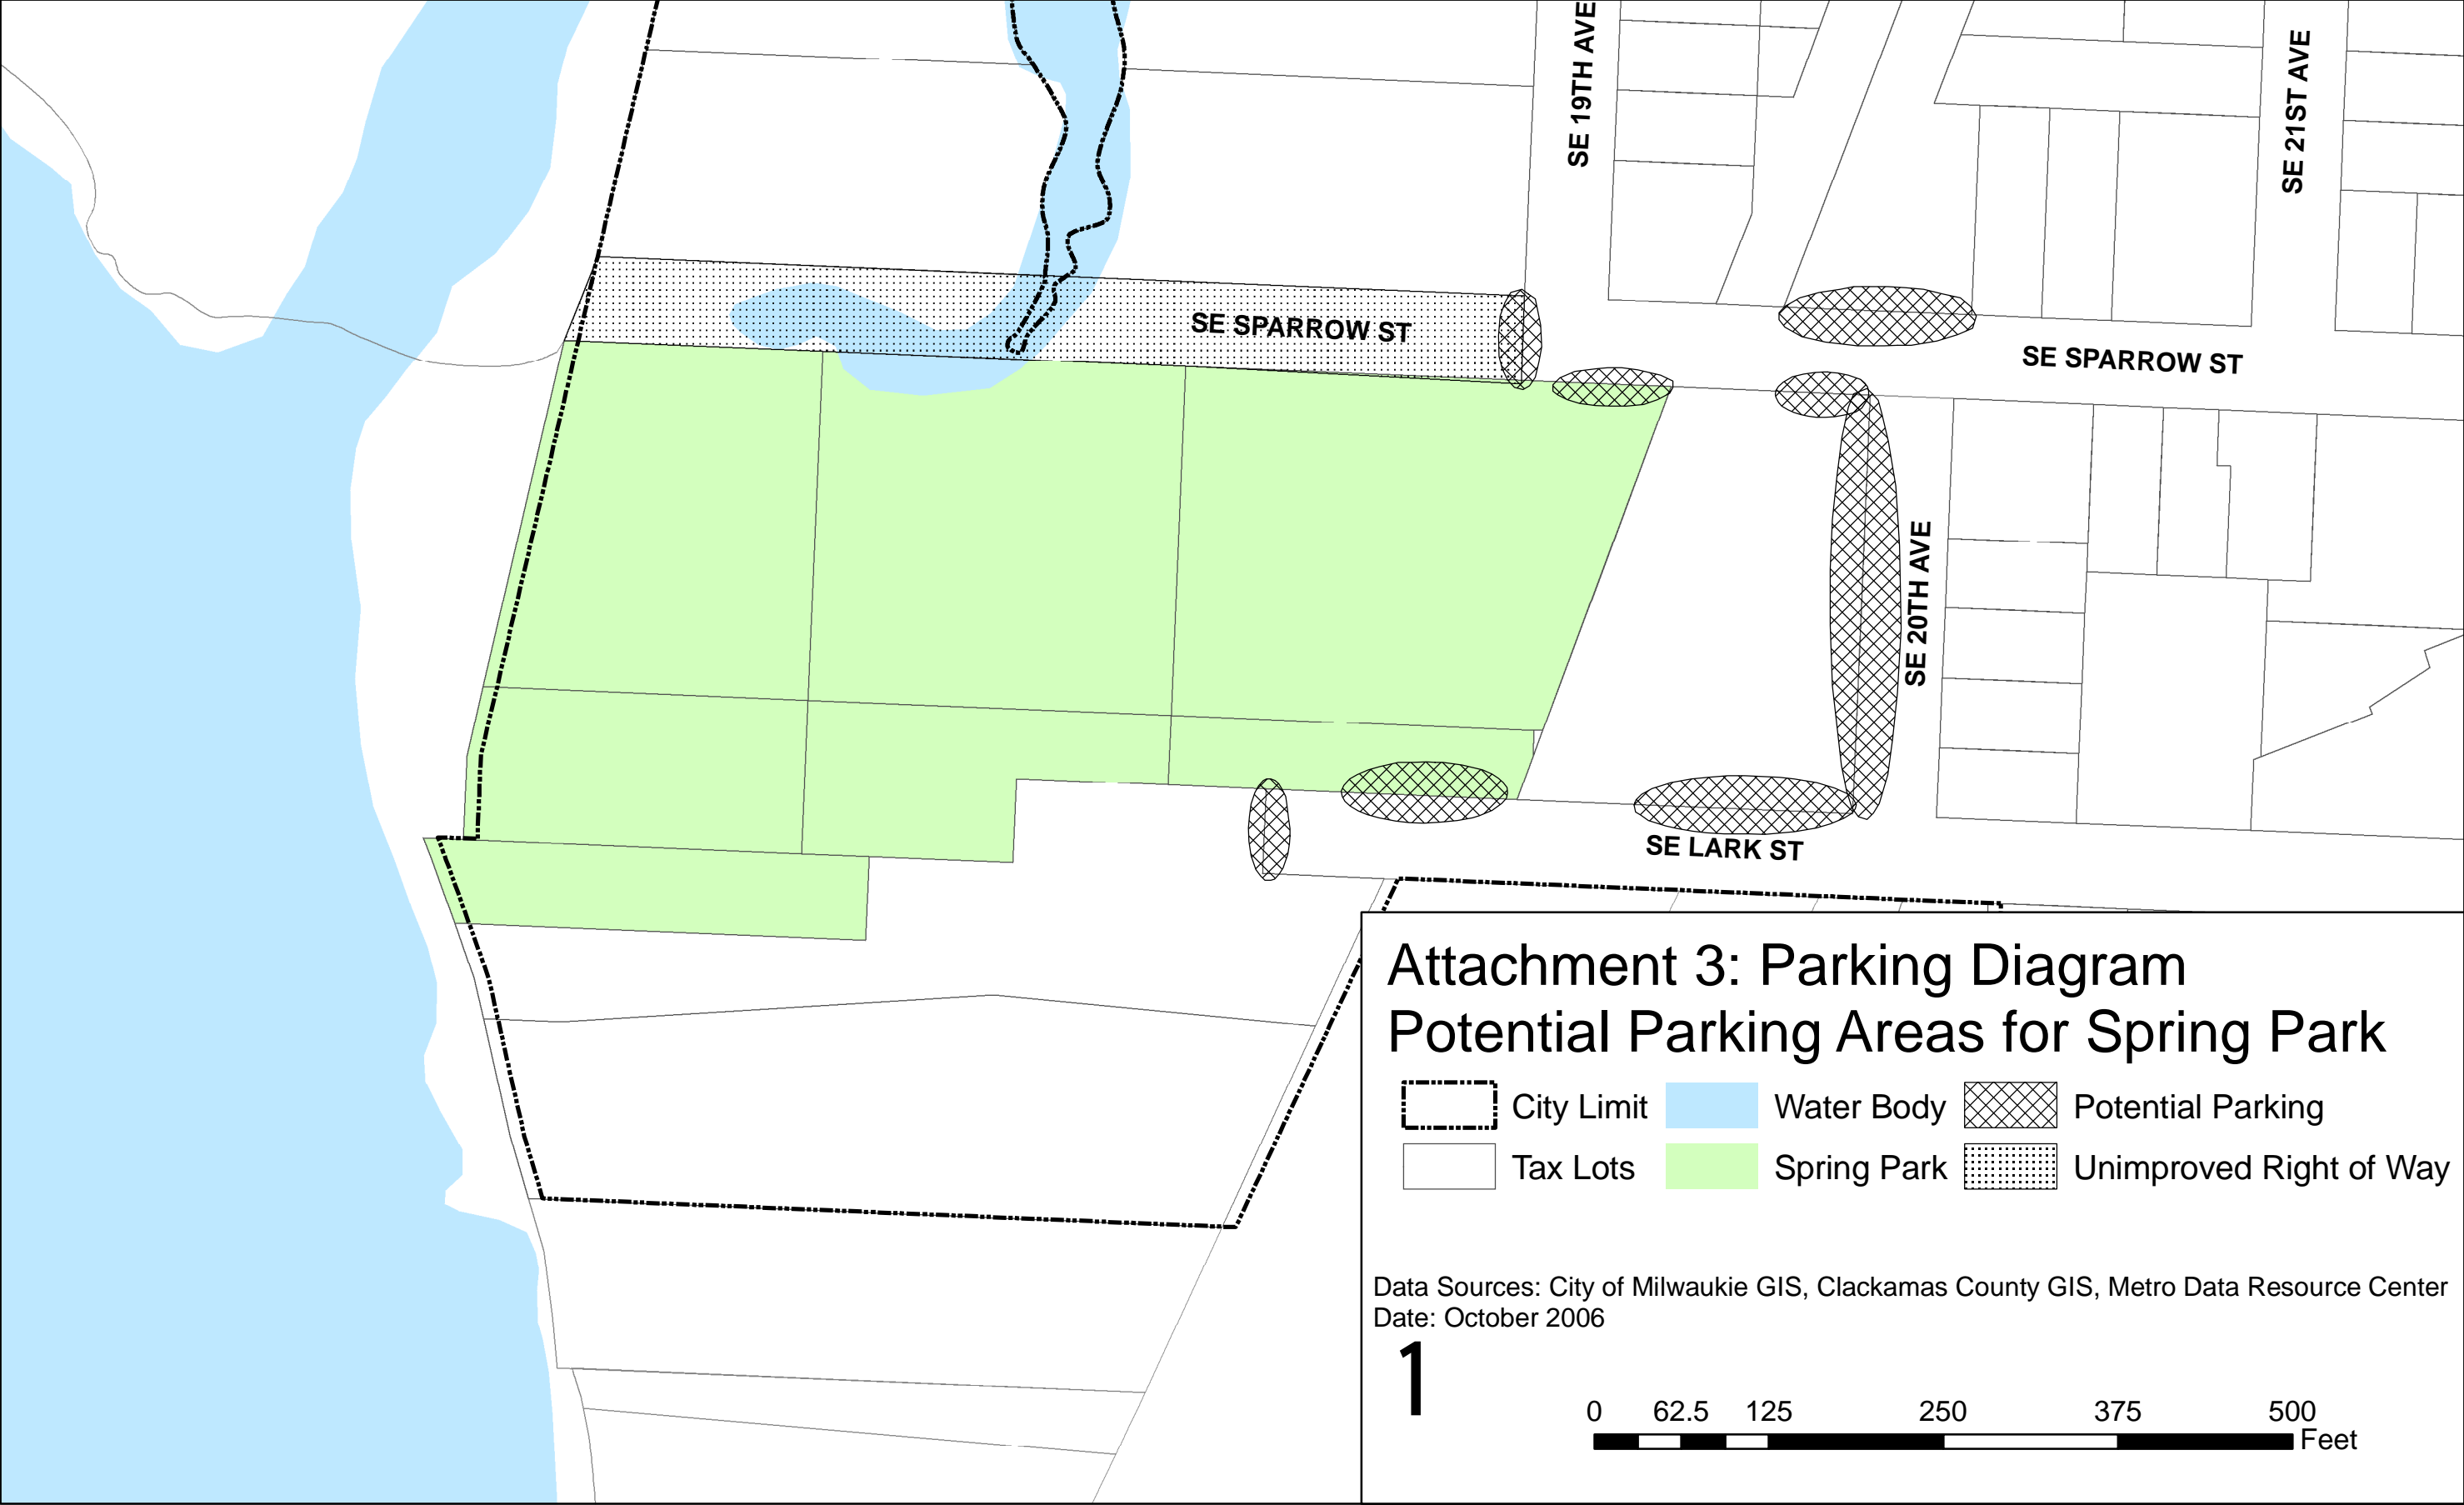 SE 19TH AVE
SE 21ST AVE
SE SPARROW ST
SE SPARROW ST
SE 20TH AVE
SE LARK ST
Attachment 3: Parking Diagram
Potential Parking Areas for Spring Park
City Limit Water Body Potential Parking
Tax Lots Spring Park Unimproved Right of Way
Data Sources: City of Milwaukie GIS, Clackamas County GIS, Metro Data Resource Center
Date: October 2006
1
0 62.5 125 250 375 500
Feet